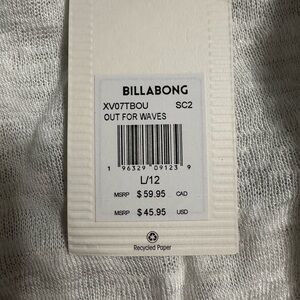 BILLABONG
XV07TBOU SC2
OUT FOR WAVES
1 96329 09123 9
L/12
MSRP $59.95 CAD
MSRP $45.95 USD
Recycled Paper